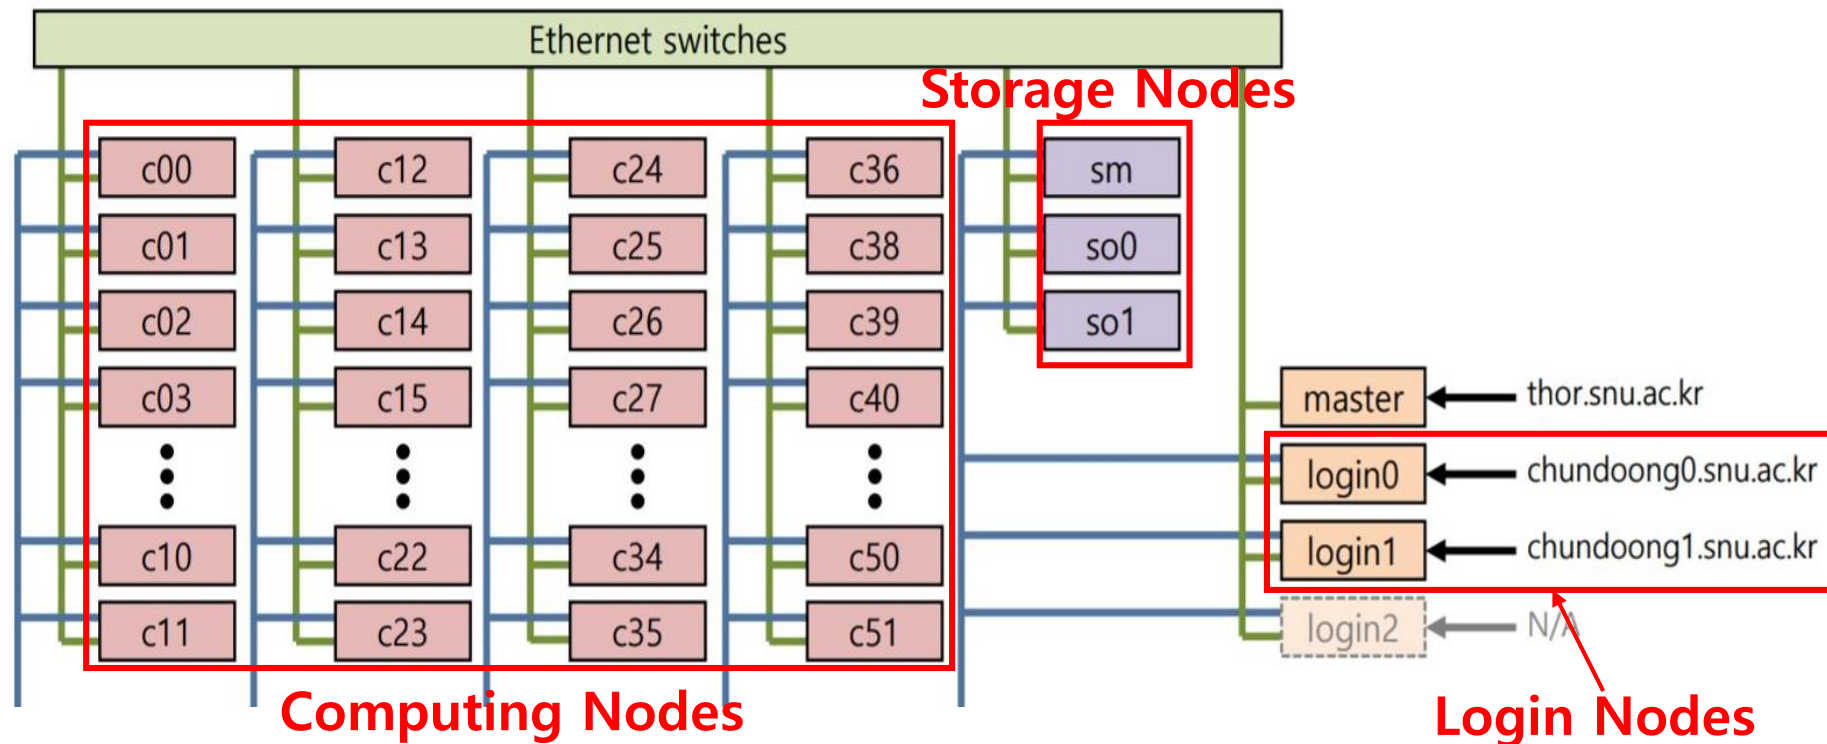 Ethernet switches
Storage Nodes
c00 c12 c24 c36 sm
c01 c13 c25 c38 so0
c02 c14 c26 c39 so1
c03 c15 c27 c40 master thor.snu.ac.kr
login0 chundoong0.snu.ac.kr
c10 c22 c34 c50 login1 chundoong1.snu.ac.kr
c11 c23 c35 c51 login2 N/A
Computing Nodes Login Nodes